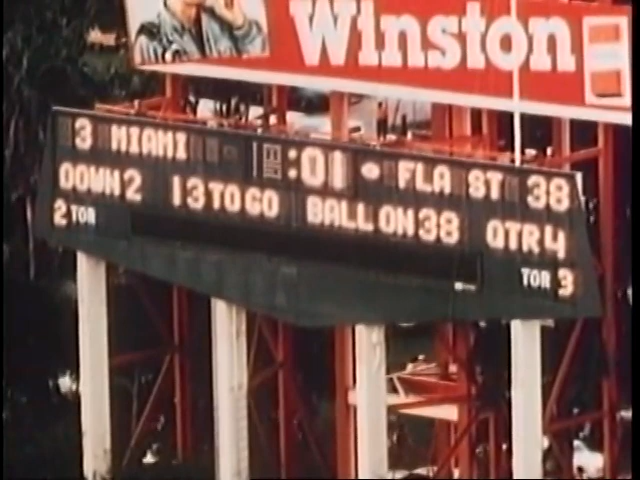 Winston
3 MIAMI :01 FLA ST 38
DOWN 2 13 TO GO BALL ON 38 QTR 4
2 TOR TOR 3